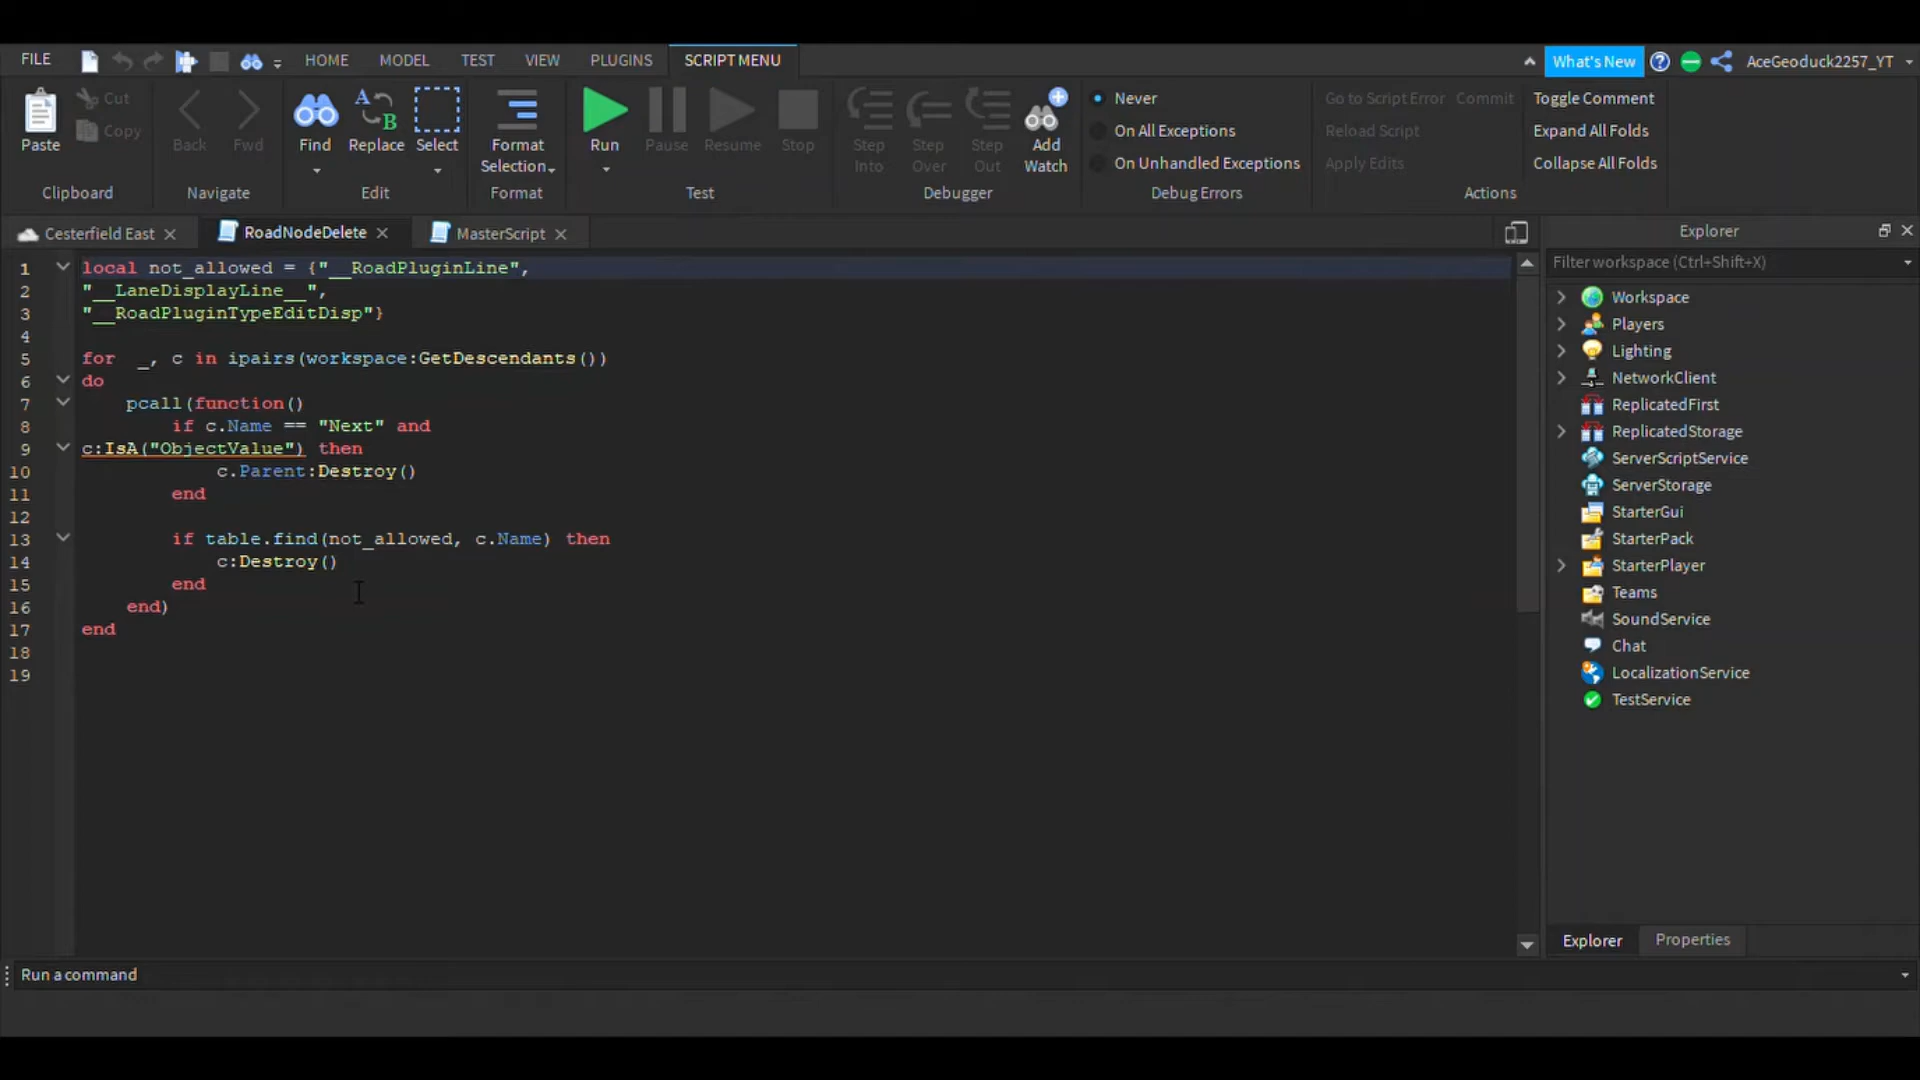 FILE HOME MODEL TEST VIEW PLUGINS SCRIPT MENU What's New AceGeoduck2257_YT
Paste Cut Copy Clipboard
Back Fwd Navigate
Find Replace Select Edit
Format Selection Format
Run Pause Resume Stop Test
Step Into Step Over Step Out Add Watch Debugger
Never
On All Exceptions
On Unhandled Exceptions
Debug Errors
Go to Script Error Commit
Reload Script
Apply Edits
Toggle Comment
Expand All Folds
Collapse All Folds
Actions
Cesterfield East RoadNodeDelete MasterScript
1 local not_allowed = {"__RoadPluginLine",
2 "__LaneDisplayLine__",
3 "__RoadPluginTypeEditDisp"}
4
5 for _, c in ipairs(workspace:GetDescendants())
6 do
7 pcall(function()
8 if c.Name == "Next" and
9 c:IsA("ObjectValue") then
10 c.Parent:Destroy()
11 end
12
13 if table.find(not_allowed, c.Name) then
14 c:Destroy()
15 end
16 end)
17 end
18
19
Explorer
Filter workspace (Ctrl+Shift+X)
Workspace
Players
Lighting
NetworkClient
ReplicatedFirst
ReplicatedStorage
ServerScriptService
ServerStorage
StarterGui
StarterPack
StarterPlayer
Teams
SoundService
Chat
LocalizationService
TestService
Explorer Properties
Run a command